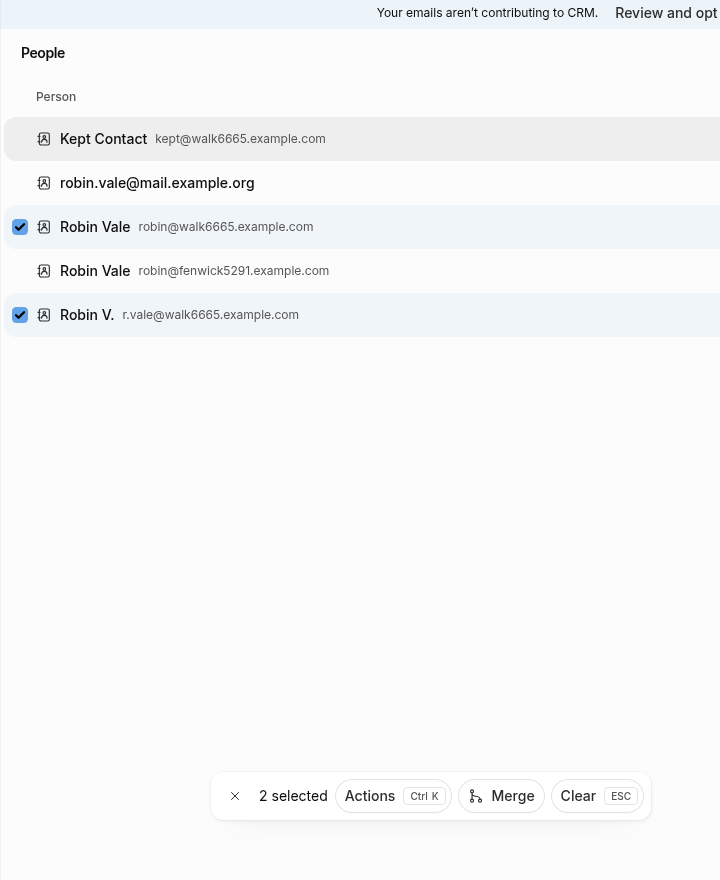 Your emails aren’t contributing to CRM. Review and opt
People
Person
Kept Contact kept@walk6665.example.com
robin.vale@mail.example.org
Robin Vale robin@walk6665.example.com
Robin Vale robin@fenwick5291.example.com
Robin V. r.vale@walk6665.example.com
2 selected Actions Ctrl K Merge Clear ESC